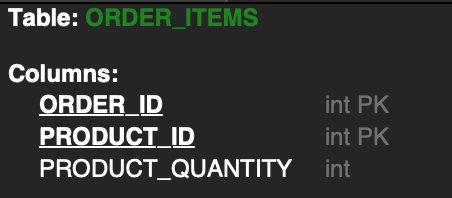 Table: ORDER_ITEMS
Columns:
ORDER_ID int PK
PRODUCT_ID int PK
PRODUCT_QUANTITY int